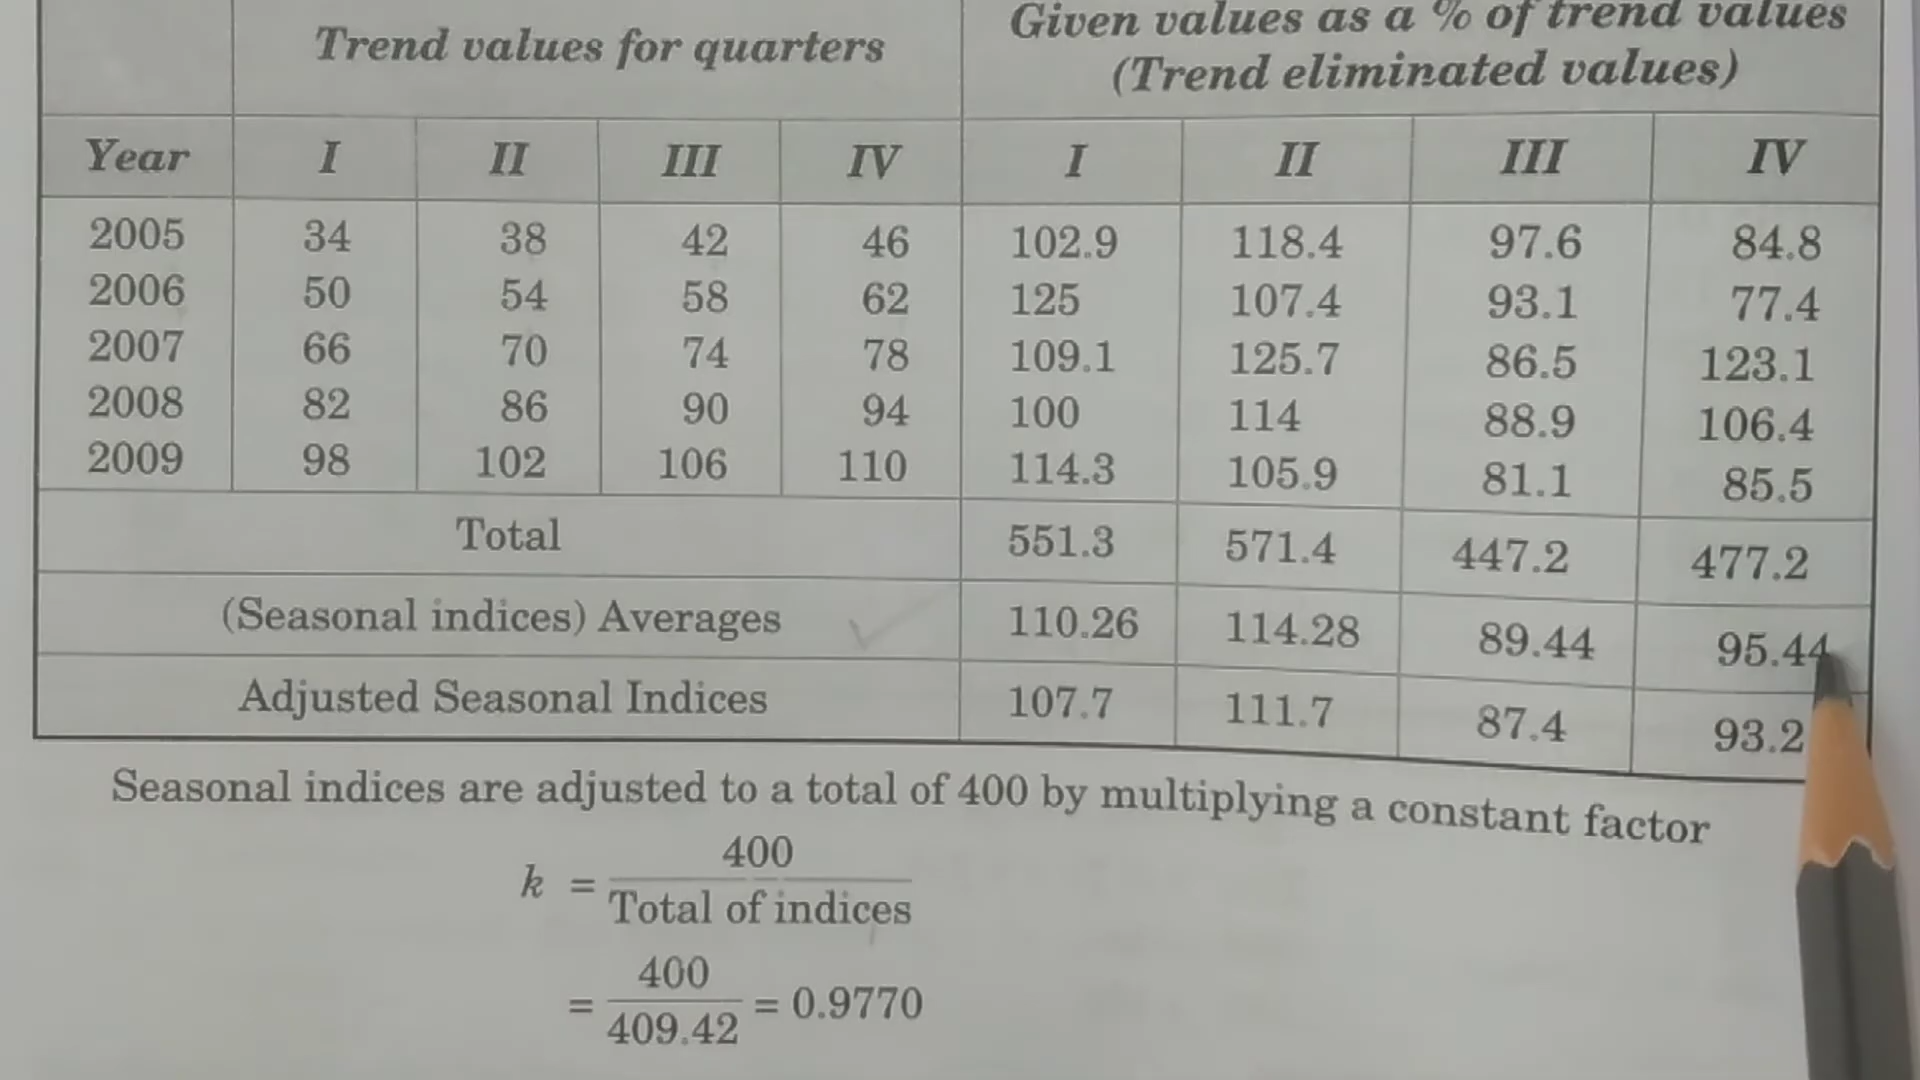 Trend values for quarters Given values as a % of trend values
(Trend eliminated values)
Year I II III IV I II III IV
2005 34 38 42 46 102.9 118.4 97.6 84.8
2006 50 54 58 62 125 107.4 93.1 77.4
2007 66 70 74 78 109.1 125.7 86.5 123.1
2008 82 86 90 94 100 114 88.9 106.4
2009 98 102 106 110 114.3 105.9 81.1 85.5
Total 551.3 571.4 447.2 477.2
(Seasonal indices) Averages 110.26 114.28 89.44 95.44
Adjusted Seasonal Indices 107.7 111.7 87.4 93.2
Seasonal indices are adjusted to a total of 400 by multiplying a constant factor
k = 400
Total of indices
= 400
409.42 = 0.9770